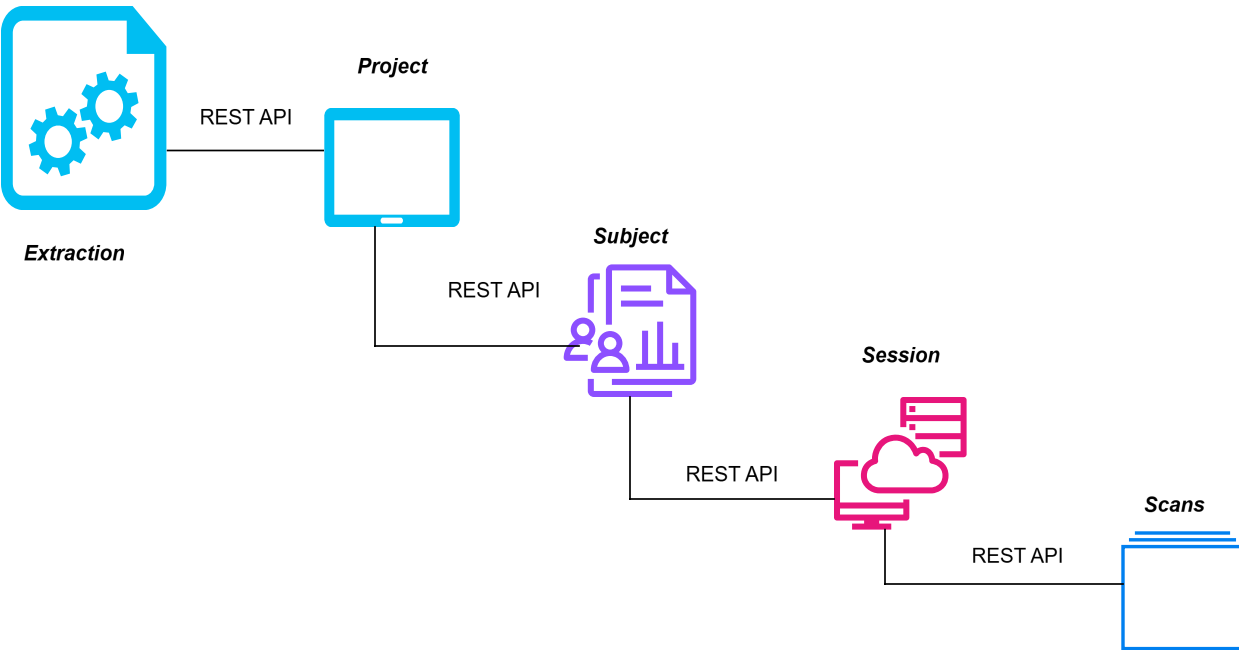 Project
REST API
Extraction
Subject
REST API
Session
REST API
Scans
REST API